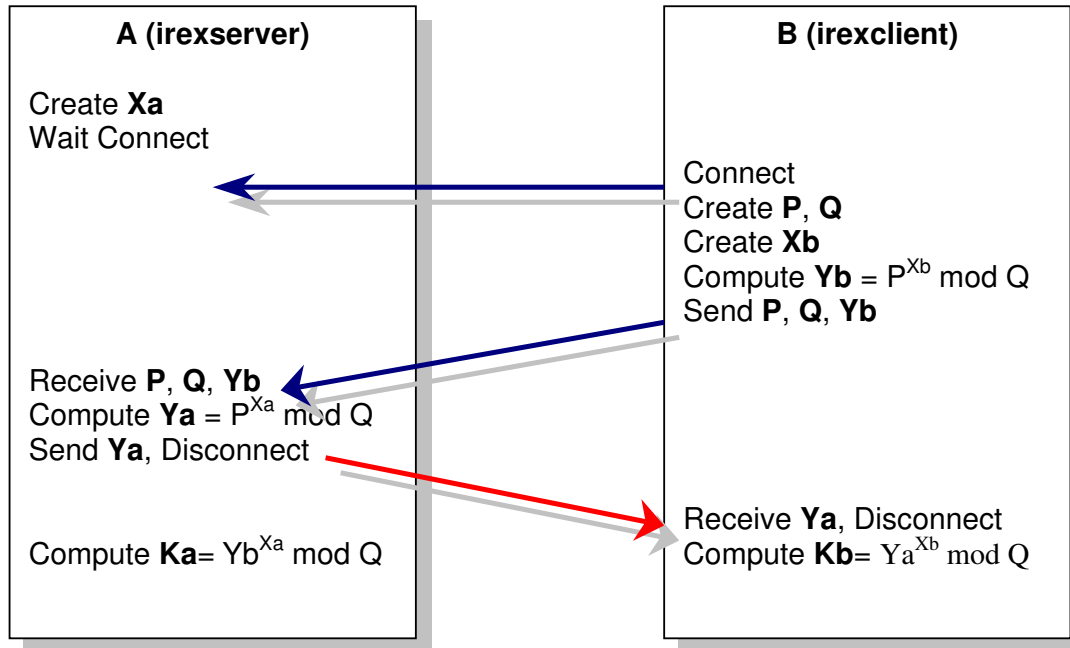 A (irexserver)
Create Xa
Wait Connect
Receive P, Q, Yb
Compute Ya = P^Xa mod Q
Send Ya, Disconnect
Compute Ka= Yb^Xa mod Q
B (irexclient)
Connect
Create P, Q
Create Xb
Compute Yb = P^Xb mod Q
Send P, Q, Yb
Receive Ya, Disconnect
Compute Kb= Ya^Xb mod Q